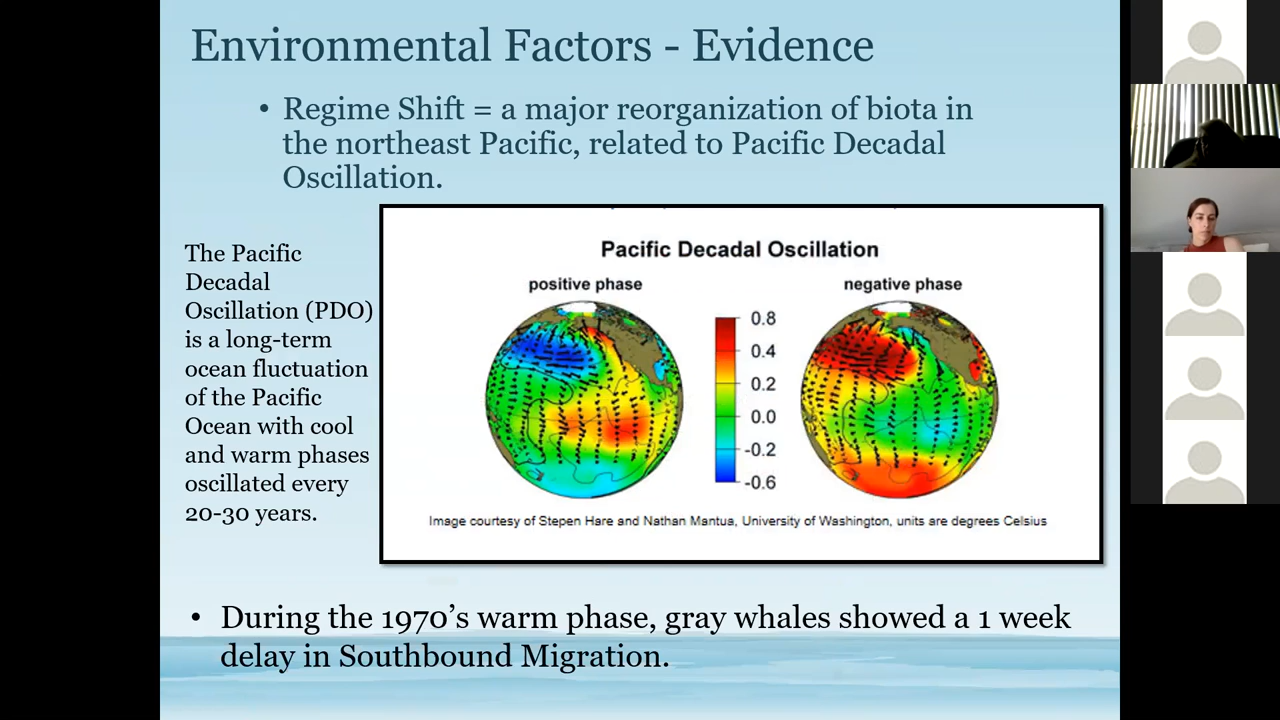 Environmental Factors - Evidence
• Regime Shift = a major reorganization of biota in
the northeast Pacific, related to Pacific Decadal
Oscillation.
The Pacific
Decadal
Oscillation (PDO)
is a long-term
ocean fluctuation
of the Pacific
Ocean with cool
and warm phases
oscillated every
20-30 years.
Pacific Decadal Oscillation
positive phase
negative phase
0.8
0.4
0.2
0.0
-0.2
-0.6
Image courtesy of Stepen Hare and Nathan Mantua, University of Washington, units are degrees Celsius
• During the 1970's warm phase, gray whales showed a 1 week
delay in Southbound Migration.